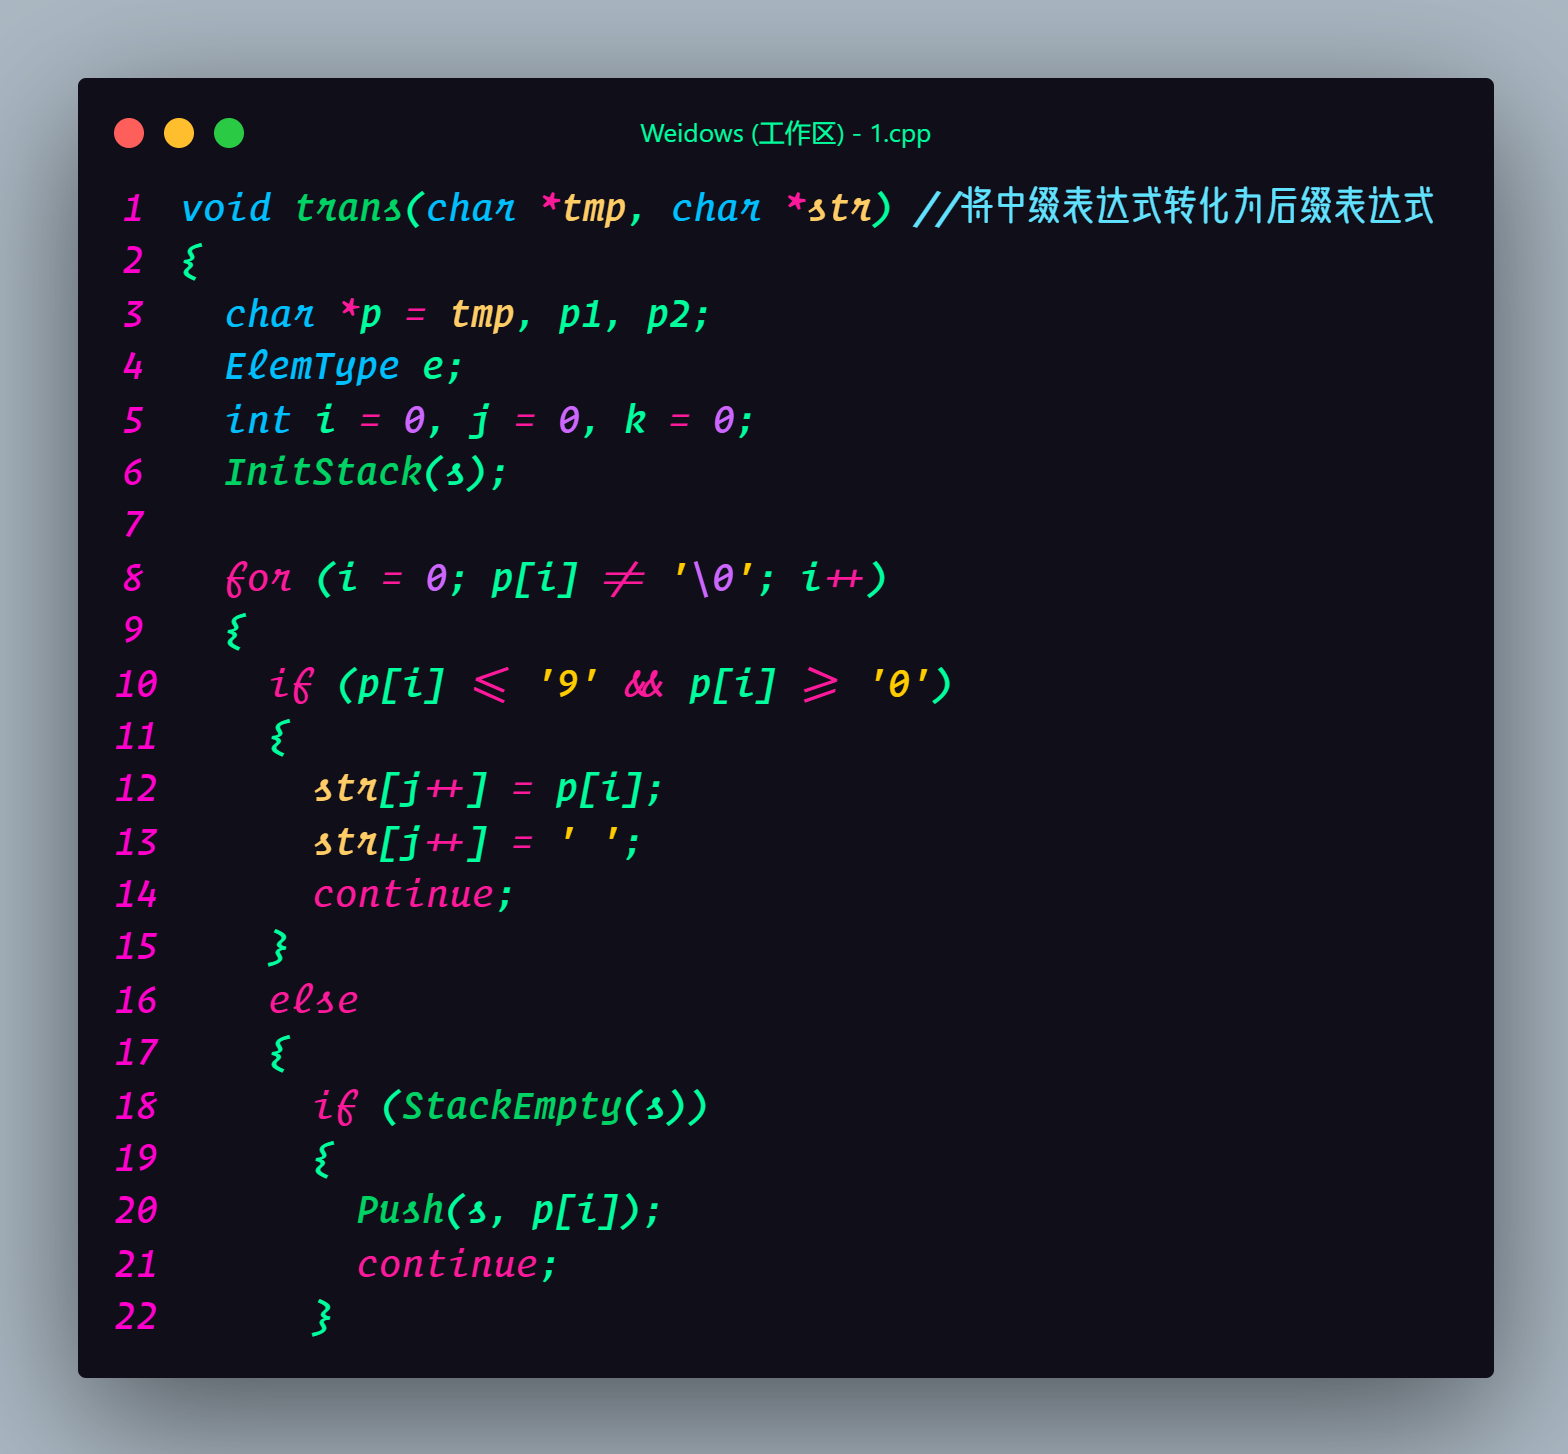 Weidows (工作区) - 1.cpp
1 void trans(char *tmp, char *str) //将中缀表达式转化为后缀表达式
2 {
3   char *p = tmp, p1, p2;
4   ElemType e;
5   int i = 0, j = 0, k = 0;
6   InitStack(s);
7
8   for (i = 0; p[i] != '\0'; i++)
9   {
10     if (p[i] <= '9' && p[i] >= '0')
11     {
12       str[j++] = p[i];
13       str[j++] = ' ';
14       continue;
15     }
16     else
17     {
18       if (StackEmpty(s))
19       {
20         Push(s, p[i]);
21         continue;
22       }